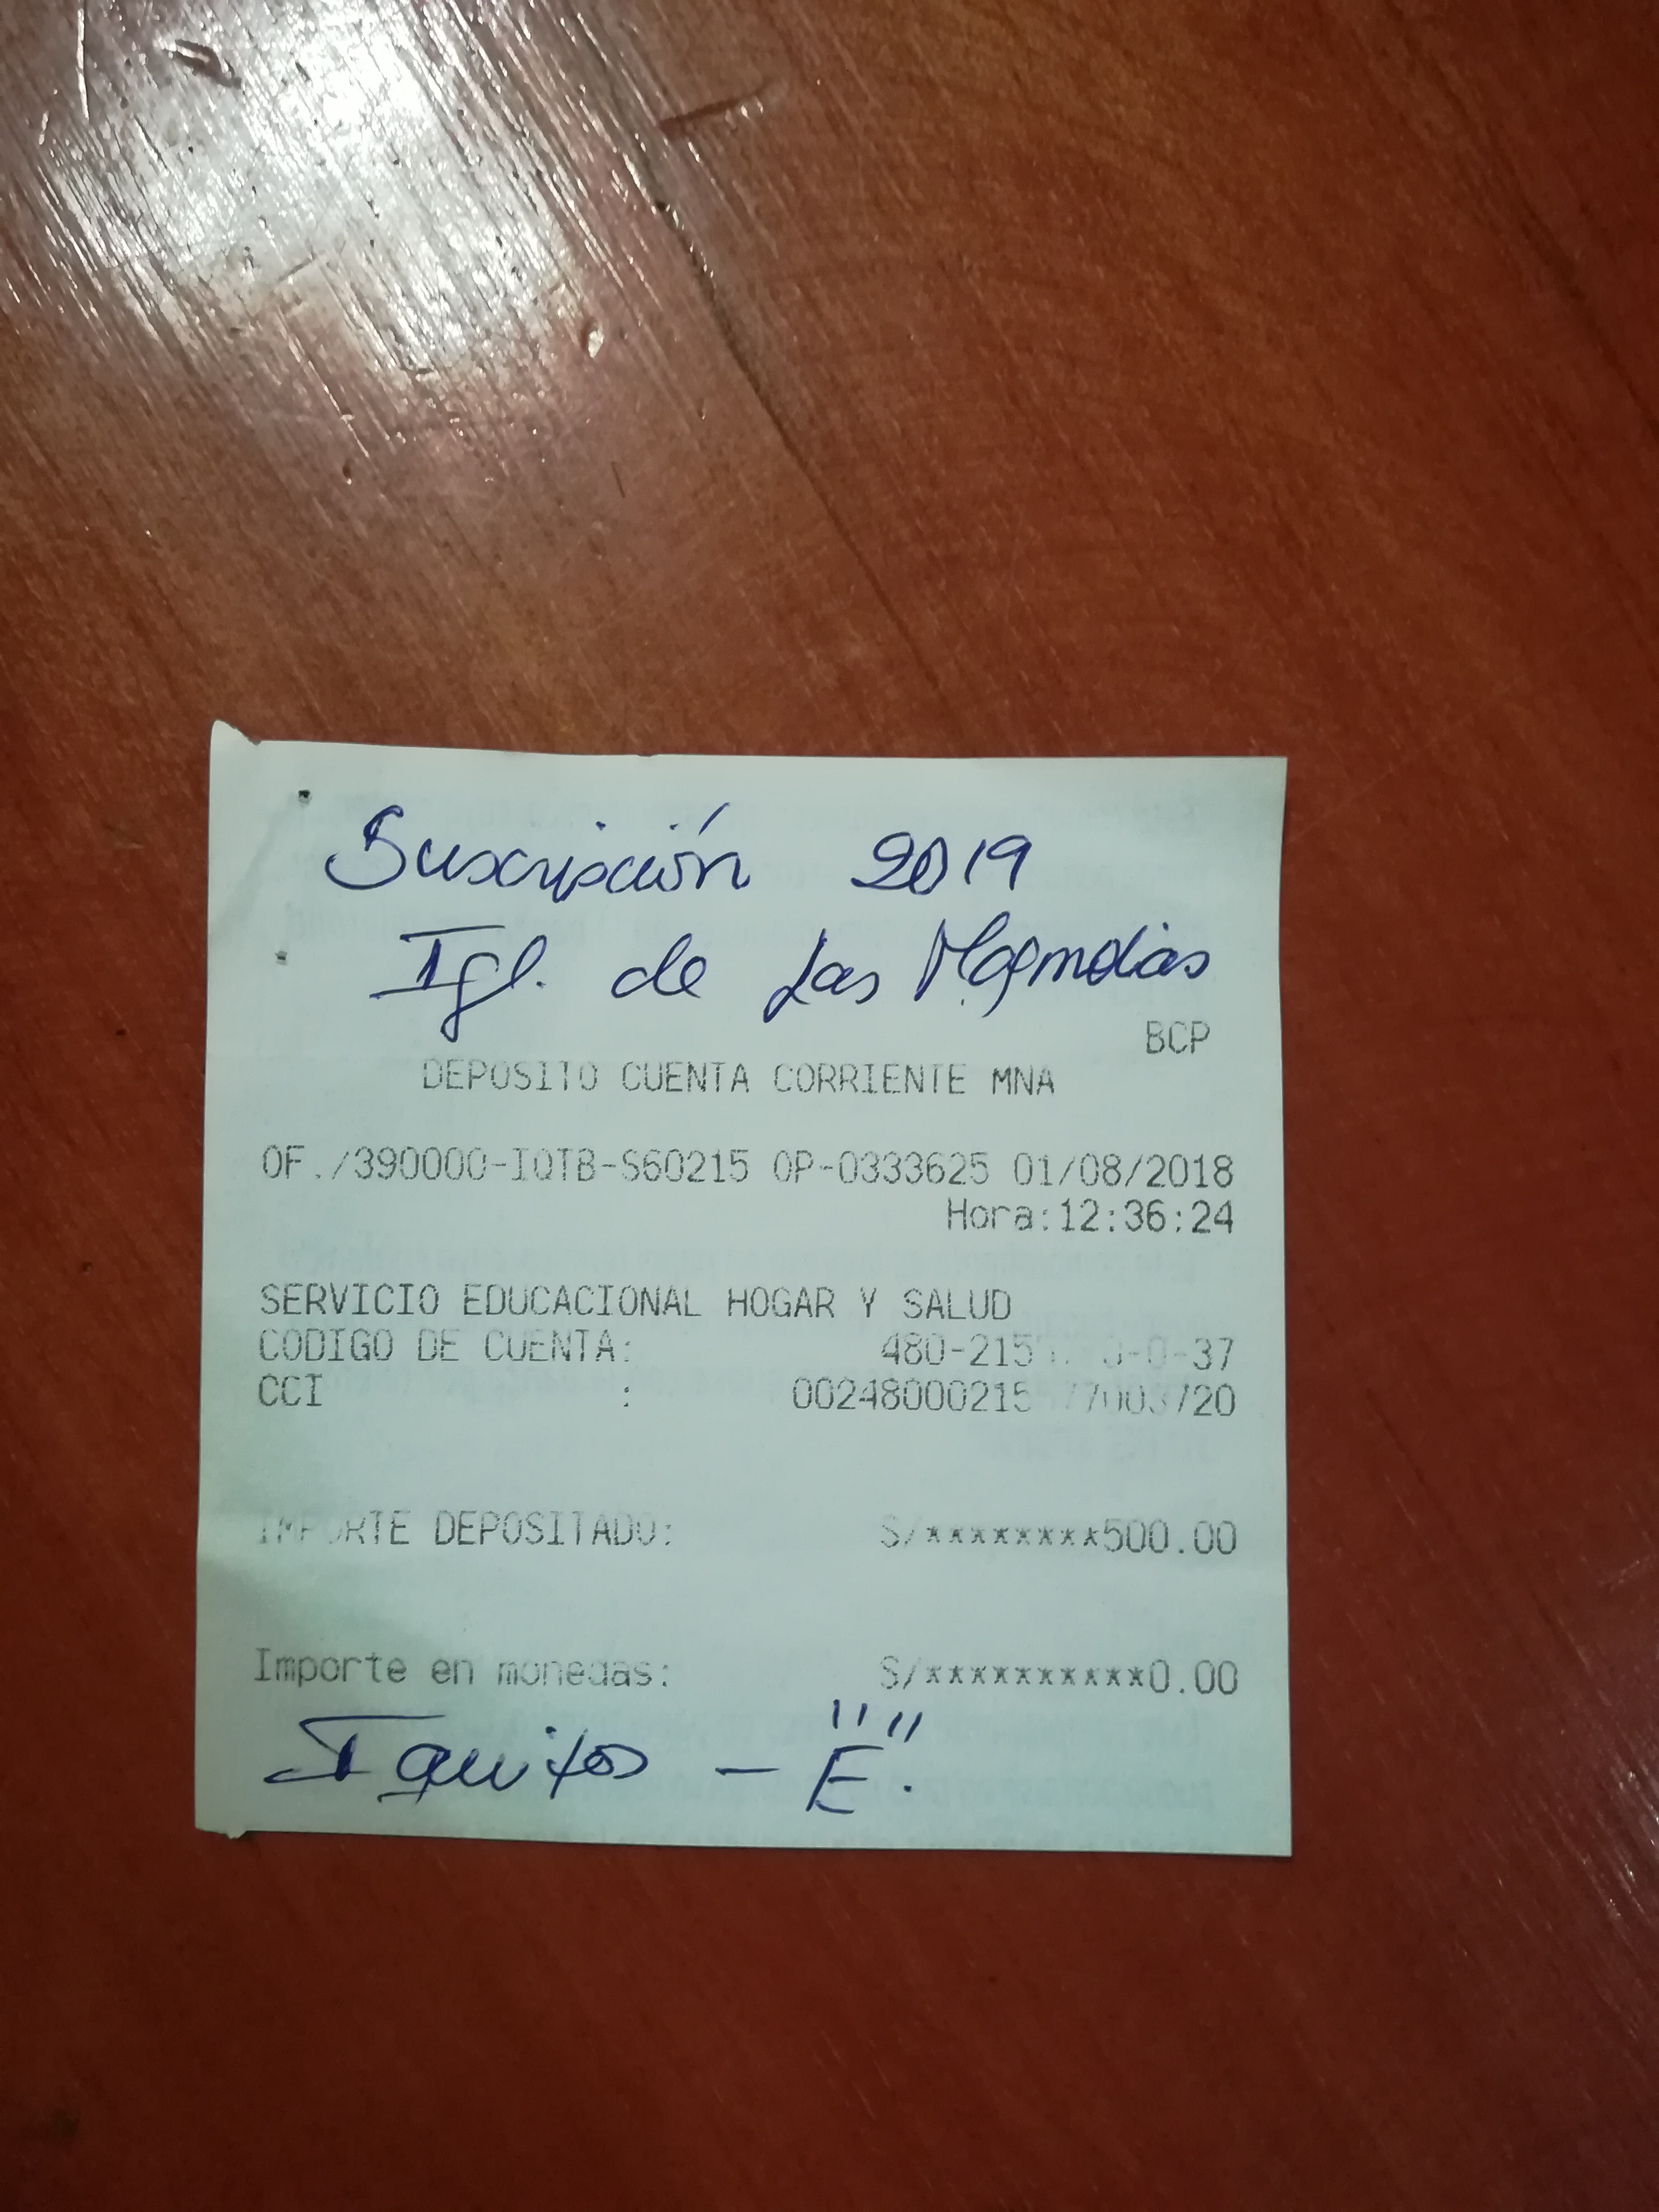 Suscripción 2019
Igl. de Las
BCP
DEPOSITO CUENTA CORRIENTE MNA
OF./390000-IQTB-S60215 OP-0333625 01/08/2018
Hora:12:36:24
SERVICIO EDUCACIONAL HOGAR Y SALUD
CODIGO DE CUENTA:
CCI :
IMPORTE DEPOSITADO: S/********500.00
Importe en monedas: S/**********0.00
Iquitos - "E".